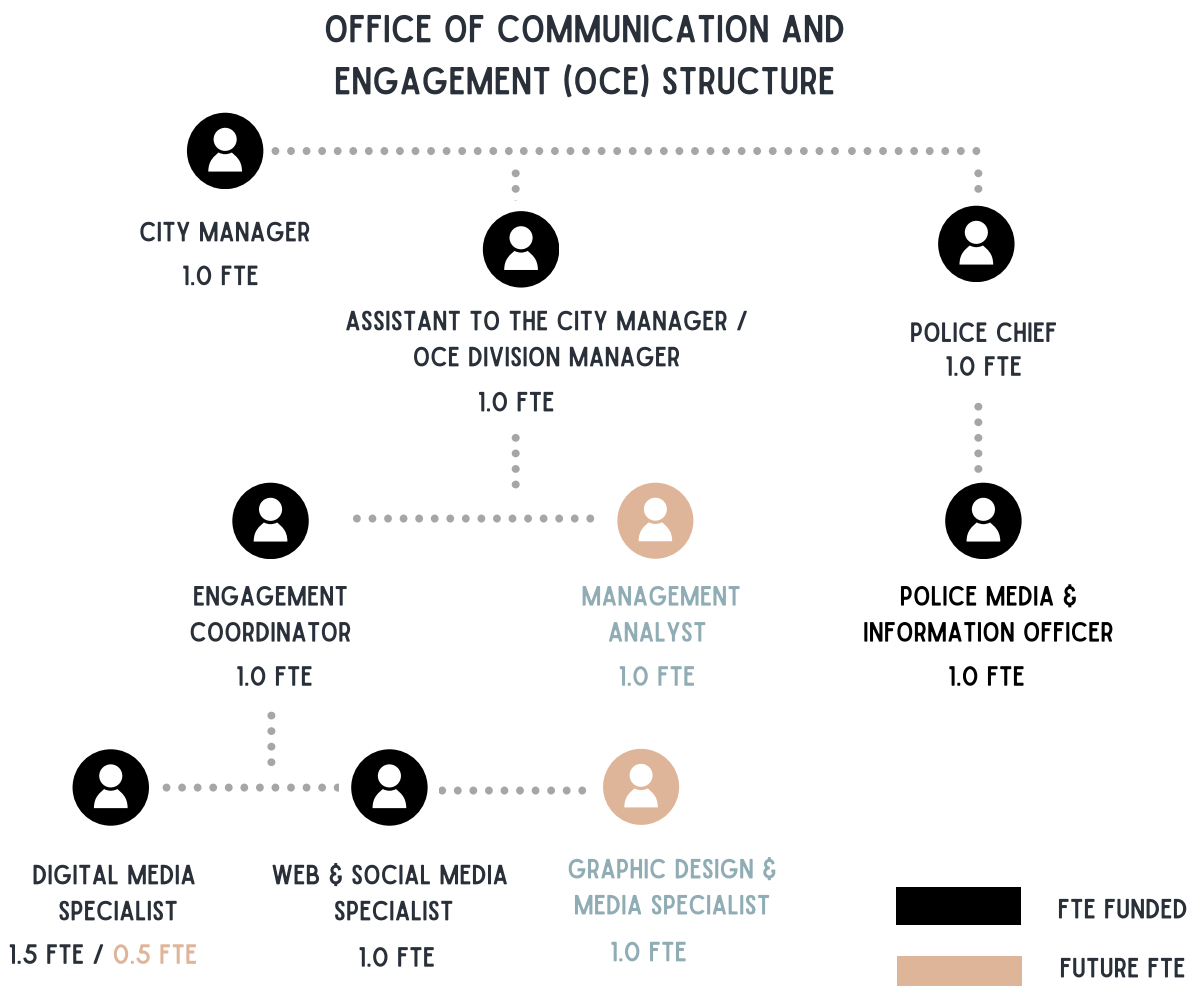 OFFICE OF COMMUNICATION AND
ENGAGEMENT (OCE) STRUCTURE
CITY MANAGER
1.0 FTE
ASSISTANT TO THE CITY MANAGER /
OCE DIVISION MANAGER
1.0 FTE
POLICE CHIEF
1.0 FTE
ENGAGEMENT
COORDINATOR
1.0 FTE
MANAGEMENT
ANALYST
1.0 FTE
POLICE MEDIA &
INFORMATION OFFICER
1.0 FTE
DIGITAL MEDIA
SPECIALIST
1.5 FTE / 0.5 FTE
WEB & SOCIAL MEDIA
SPECIALIST
1.0 FTE
GRAPHIC DESIGN &
MEDIA SPECIALIST
1.0 FTE
FTE FUNDED
FUTURE FTE